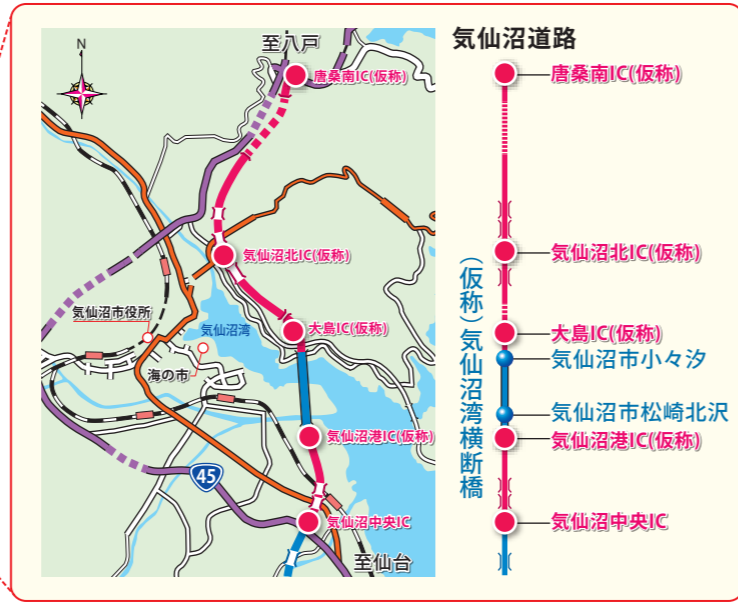 N
至八戸
唐桑南IC(仮称)
気仙沼北IC(仮称)
気仙沼市役所
気仙沼湾
大島IC(仮称)
海の市
気仙沼港IC(仮称)
45
気仙沼中央IC
至仙台
気仙沼道路
唐桑南IC(仮称)
気仙沼北IC(仮称)
大島IC(仮称)
気仙沼市小々汐
気仙沼市松崎北沢
気仙沼港IC(仮称)
気仙沼中央IC
(仮称)気仙沼湾横断橋